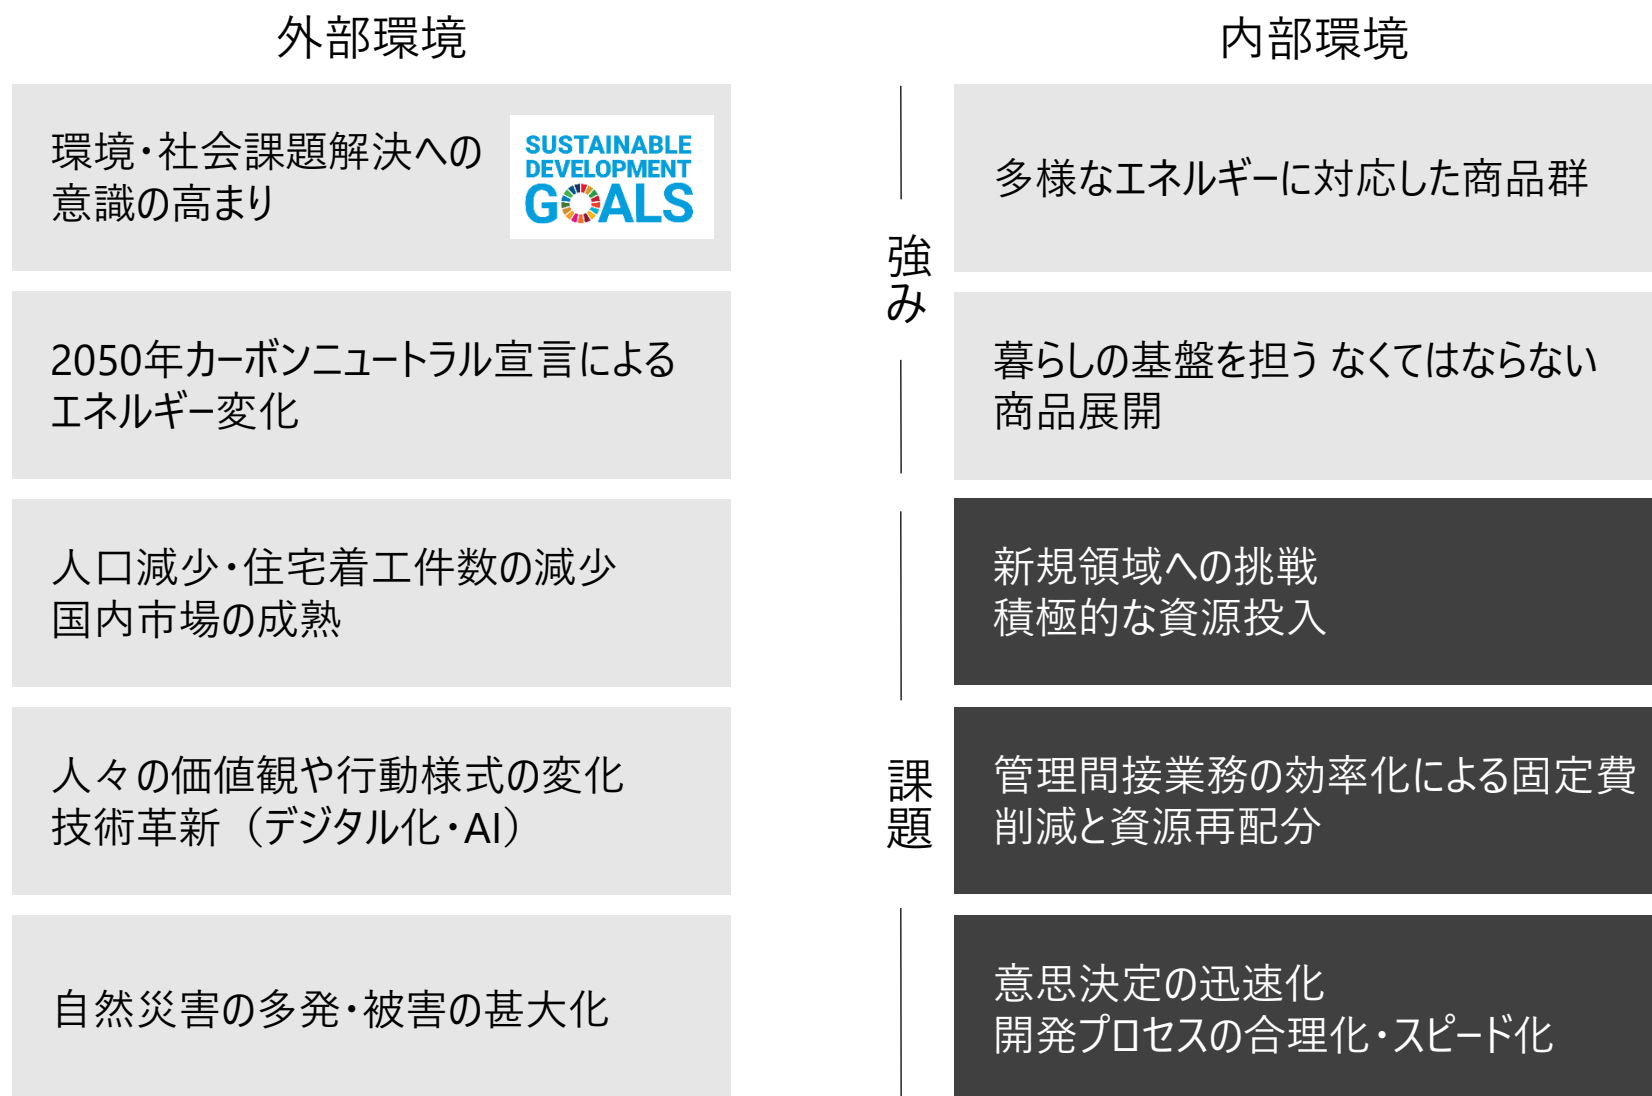 外部環境
環境・社会課題解決への
意識の高まり
SUSTAINABLE
DEVELOPMENT
GOALS
2050年カーボンニュートラル宣言による
エネルギー変化
人口減少・住宅着工件数の減少
国内市場の成熟
人々の価値観や行動様式の変化
技術革新（デジタル化・AI）
自然災害の多発・被害の甚大化
内部環境
強み
多様なエネルギーに対応した商品群
暮らしの基盤を担う なくてはならない
商品展開
課題
新規領域への挑戦
積極的な資源投入
管理間接業務の効率化による固定費
削減と資源再配分
意思決定の迅速化
開発プロセスの合理化・スピード化